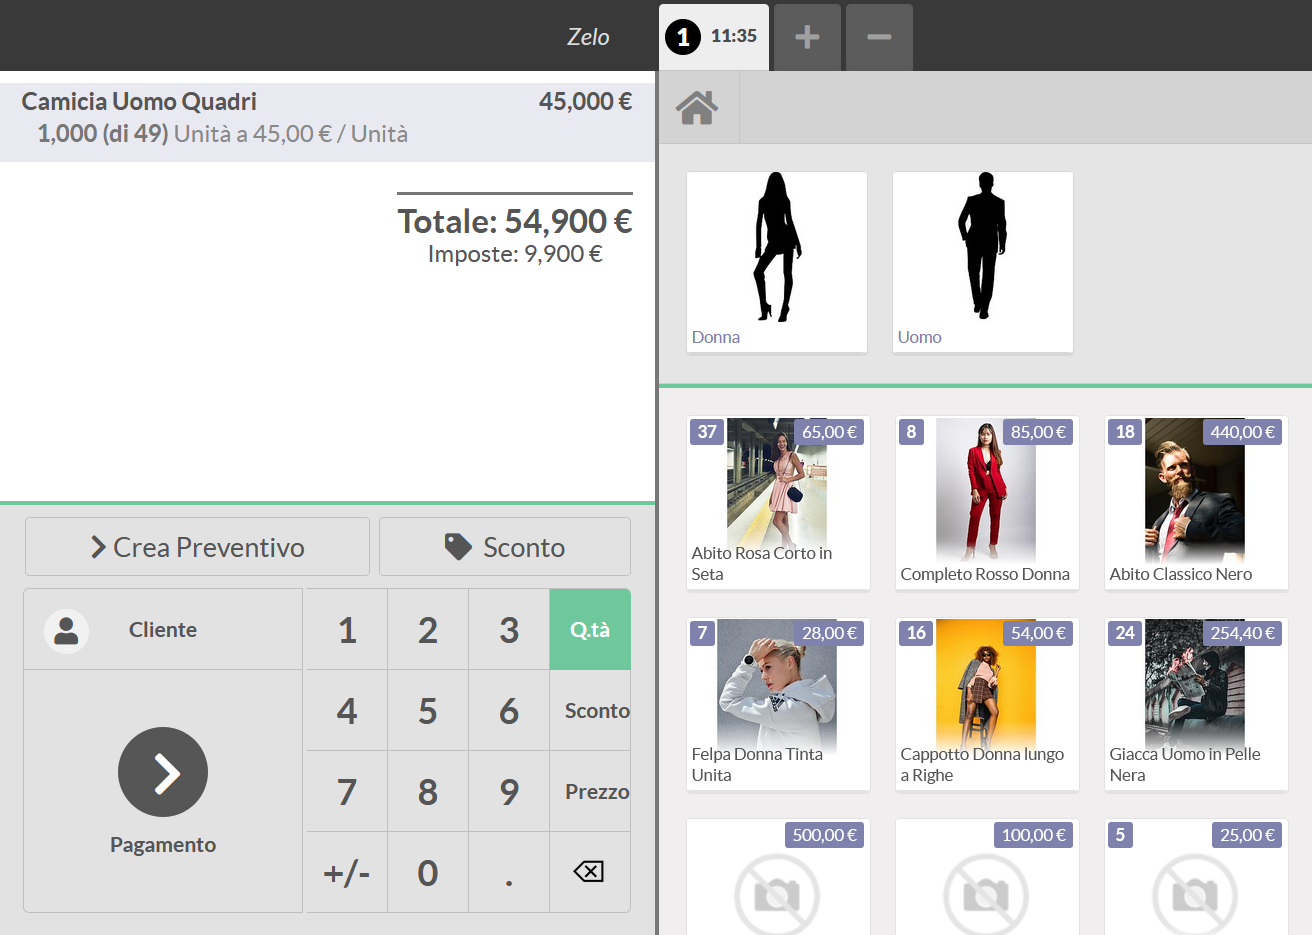 Zelo
1 11:35
Camicia Uomo Quadri 45,000 €
1,000 (di 49) Unità a 45,00 € / Unità
Totale: 54,900 €
Imposte: 9,900 €
Crea Preventivo
Sconto
Cliente
Pagamento
1 2 3 Q.tà
4 5 6 Sconto
7 8 9 Prezzo
+/- 0 .
Donna
Uomo
37 65,00 €
Abito Rosa Corto in
Seta
8 85,00 €
Completo Rosso Donna
18 440,00 €
Abito Classico Nero
7 28,00 €
Felpa Donna Tinta
Unita
16 54,00 €
Cappotto Donna lungo
a Righe
24 254,40 €
Giacca Uomo in Pelle
Nera
500,00 €
100,00 €
5 25,00 €